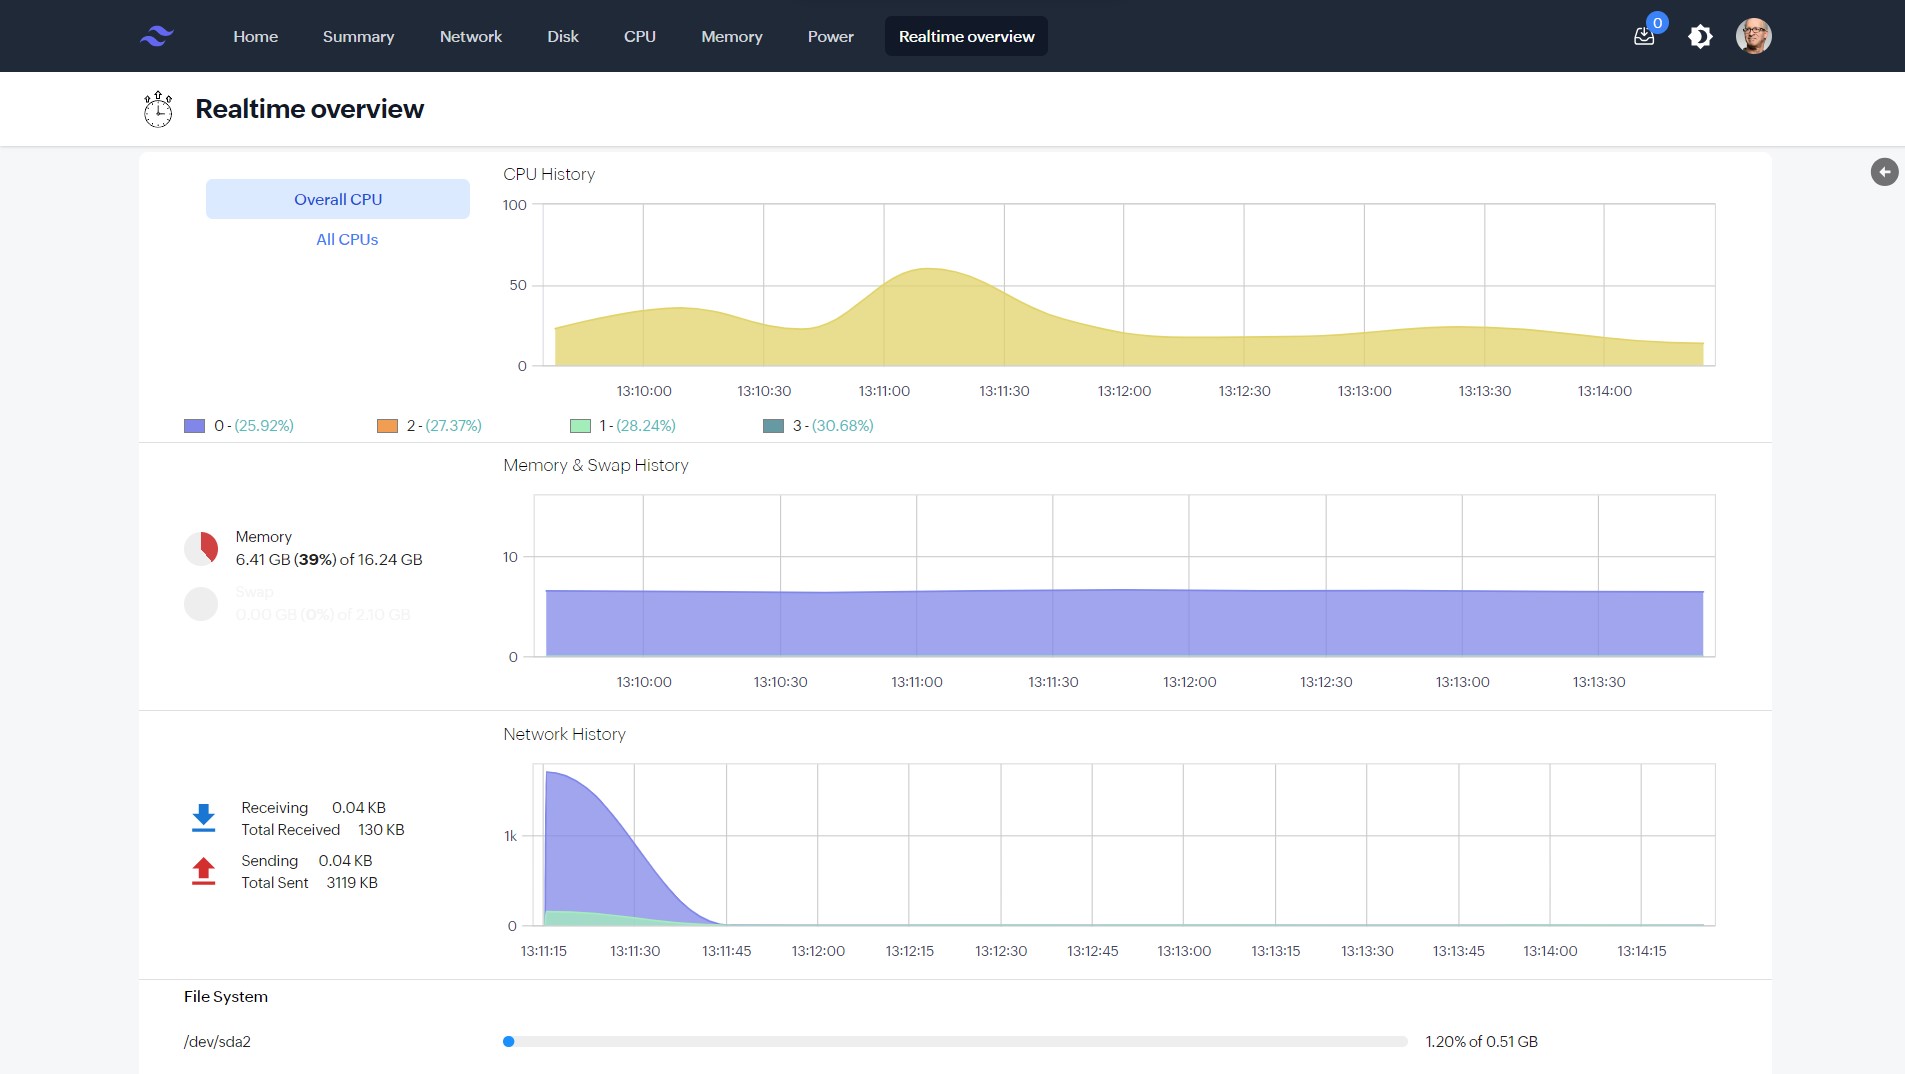 Home Summary Network Disk CPU Memory Power Realtime overview 0
Realtime overview
Overall CPU
All CPUs
CPU History
100
50
0
13:10:00 13:10:30 13:11:00 13:11:30 13:12:00 13:12:30 13:13:00 13:13:30 13:14:00
0 - (25.92%) 2 - (27.37%) 1 - (28.24%) 3 - (30.68%)
Memory & Swap History
Memory
6.41 GB (39%) of 16.24 GB
Swap
0.00 GB (0%) of 2.10 GB
10
0
13:10:00 13:10:30 13:11:00 13:11:30 13:12:00 13:12:30 13:13:00 13:13:30
Network History
Receiving 0.04 KB
Total Received 130 KB
Sending 0.04 KB
Total Sent 3119 KB
1k
0
13:11:15 13:11:30 13:11:45 13:12:00 13:12:15 13:12:30 13:12:45 13:13:00 13:13:15 13:13:30 13:13:45 13:14:00 13:14:15
File System
/dev/sda2 1.20% of 0.51 GB